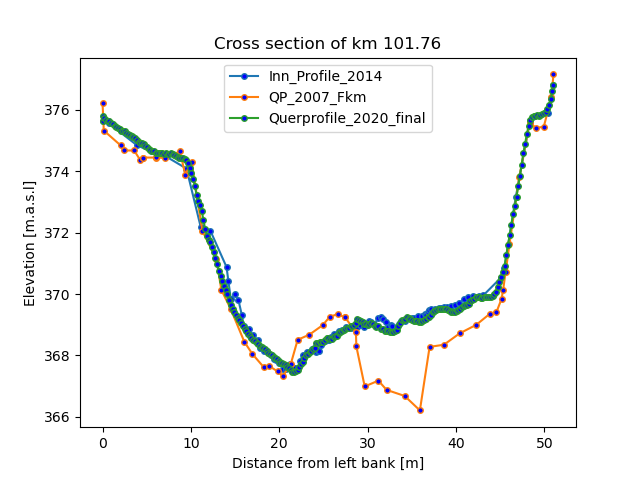 Cross section of km 101.76
Inn_Profile_2014
QP_2007_Fkm
Querprofile_2020_final
Elevation [m.a.s.l]
376
374
372
370
368
366
0 10 20 30 40 50
Distance from left bank [m]